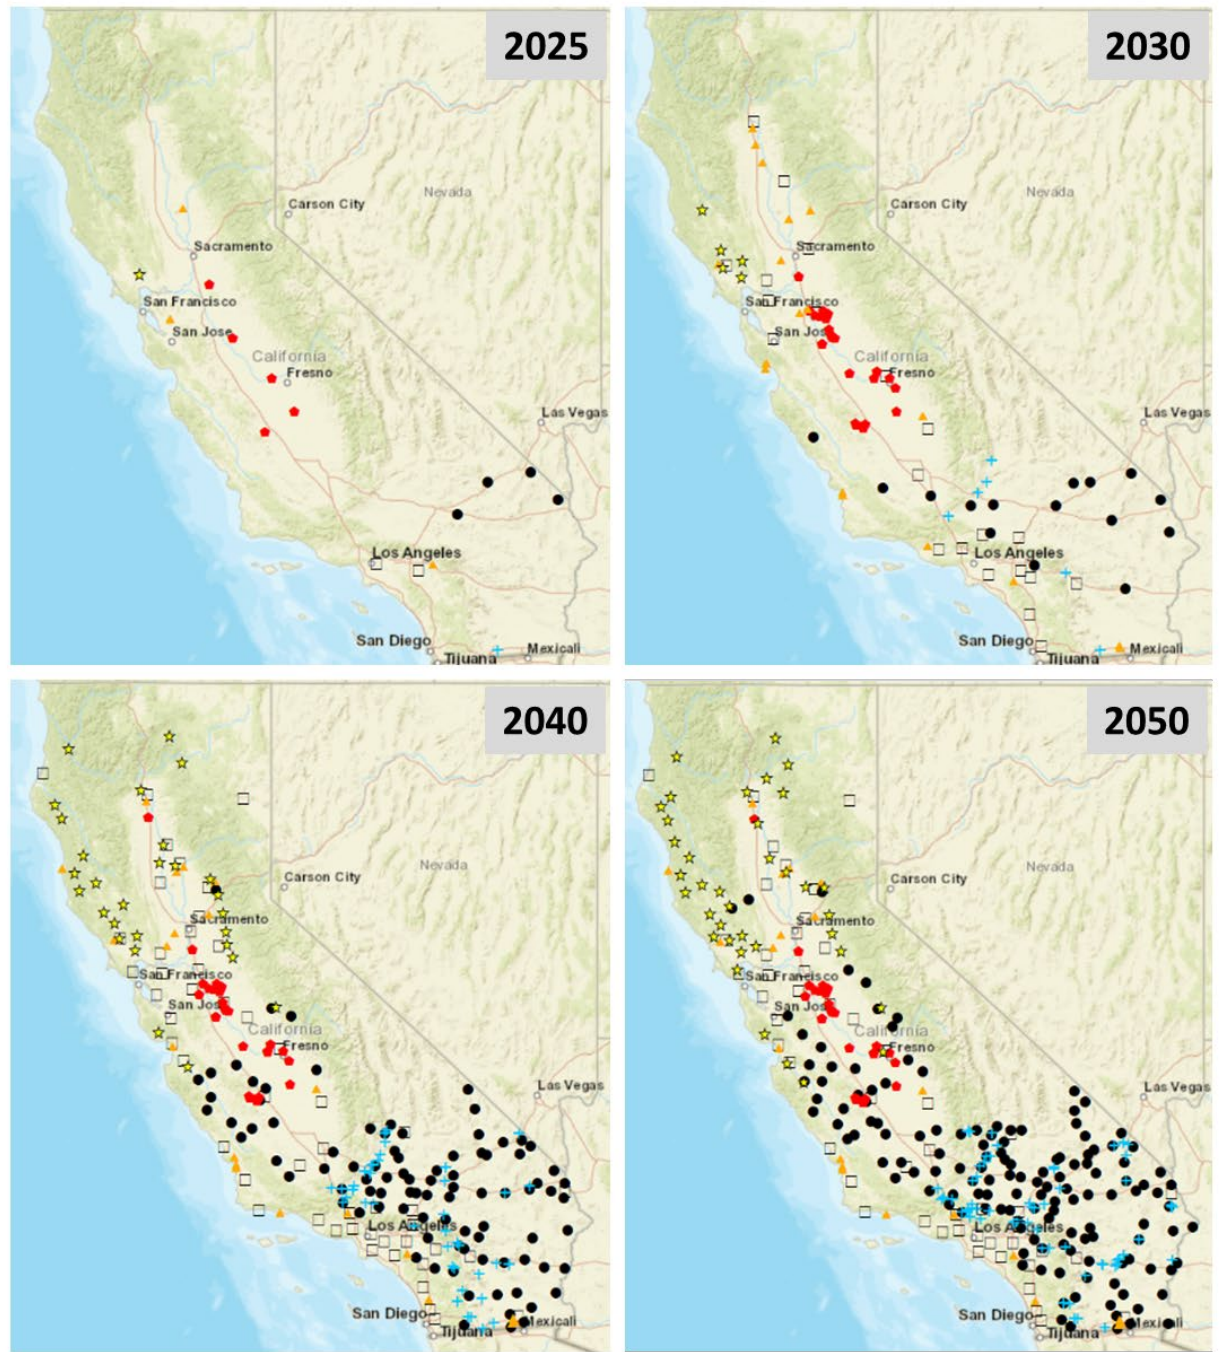 2025
Nevada
Carson City
Sacramento
San Francisco
San Jose
California
Fresno
Las Vegas
Los Angeles
San Diego
Mexicali
Tijuana
2030
Nevada
Carson City
Sacramento
San Francisco
San Jose
California
Fresno
Las Vegas
Los Angeles
San Diego
Mexicali
Tijuana
2040
Nevada
Carson City
Sacramento
San Francisco
San Jose
California
Fresno
Las Vegas
Los Angeles
San Diego
Mexicali
Tijuana
2050
Nevada
Carson City
Sacramento
San Francisco
San Jose
California
Fresno
Las Vegas
Los Angeles
San Diego
Mexicali
Tijuana